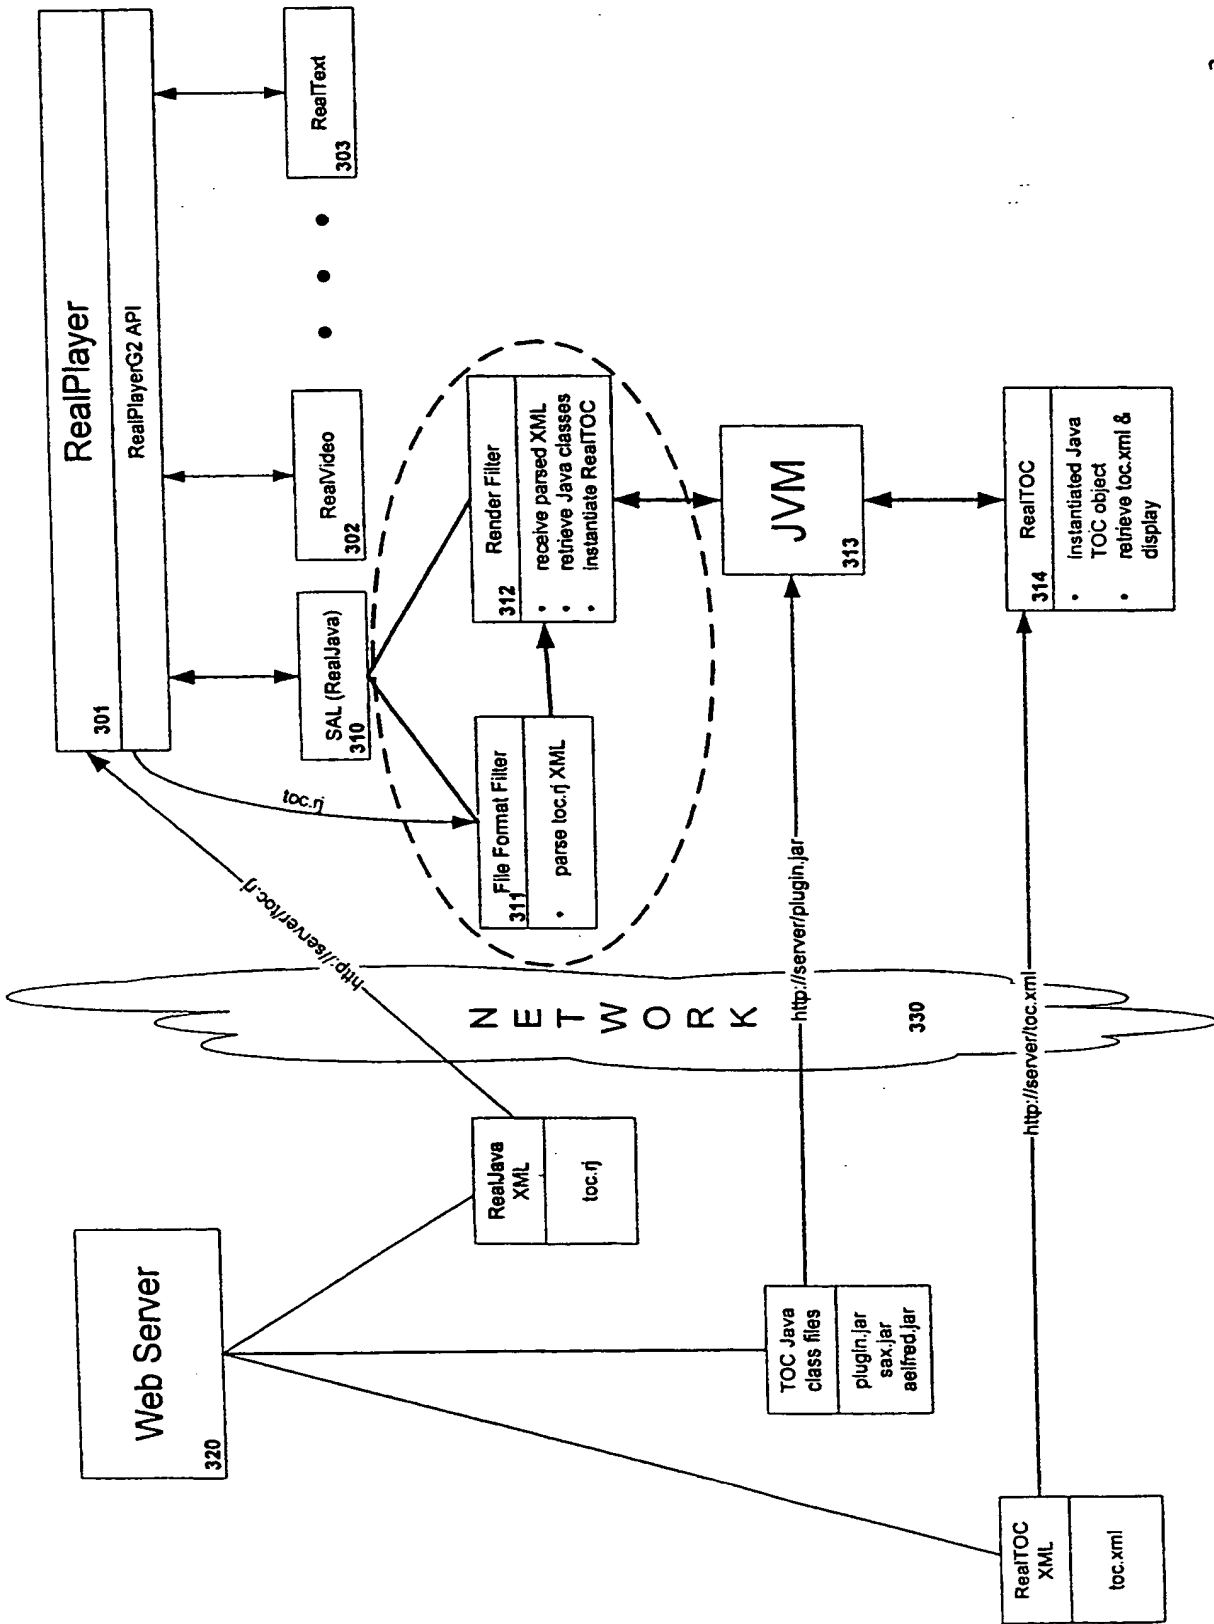 RealPlayer
301
RealPlayerG2 API
SAL (RealJava)
310
RealVideo
302
RealText
303
toc.rj
http://server/toc.rj
File Format Filter
311
• parse toc.rj XML
Render Filter
312
• receive parsed XML
• retrieve Java classes
• instantiate RealTOC
JVM
313
RealTOC
314
• Instantiated Java
TOC object
• retrieve toc.xml &
display
NETWORK
330
http://server/plugin.jar
http://server/toc.xml
Web Server
320
RealJava
XML
toc.rj
TOC Java
class files
plugin.jar
sax.jar
aelfred.jar
RealTOC
XML
toc.xml